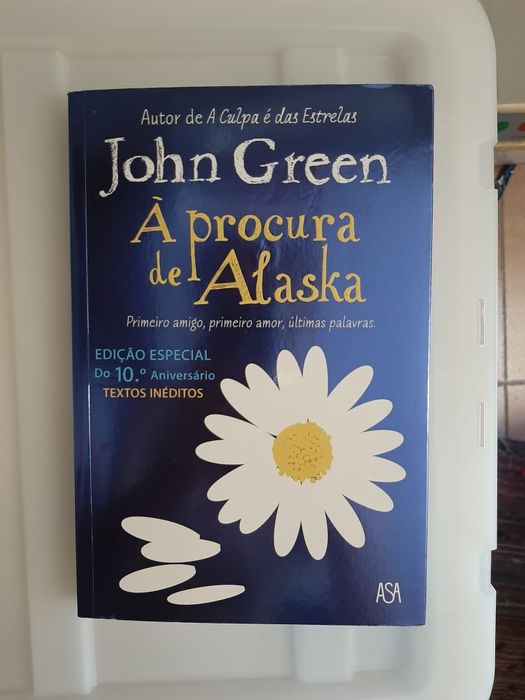 Autor de A Culpa é das Estrelas
John Green
À procura
de Alaska
Primeiro amigo, primeiro amor, últimas palavras.
EDIÇÃO ESPECIAL
Do 10.º Aniversário
TEXTOS INÉDITOS
ASA